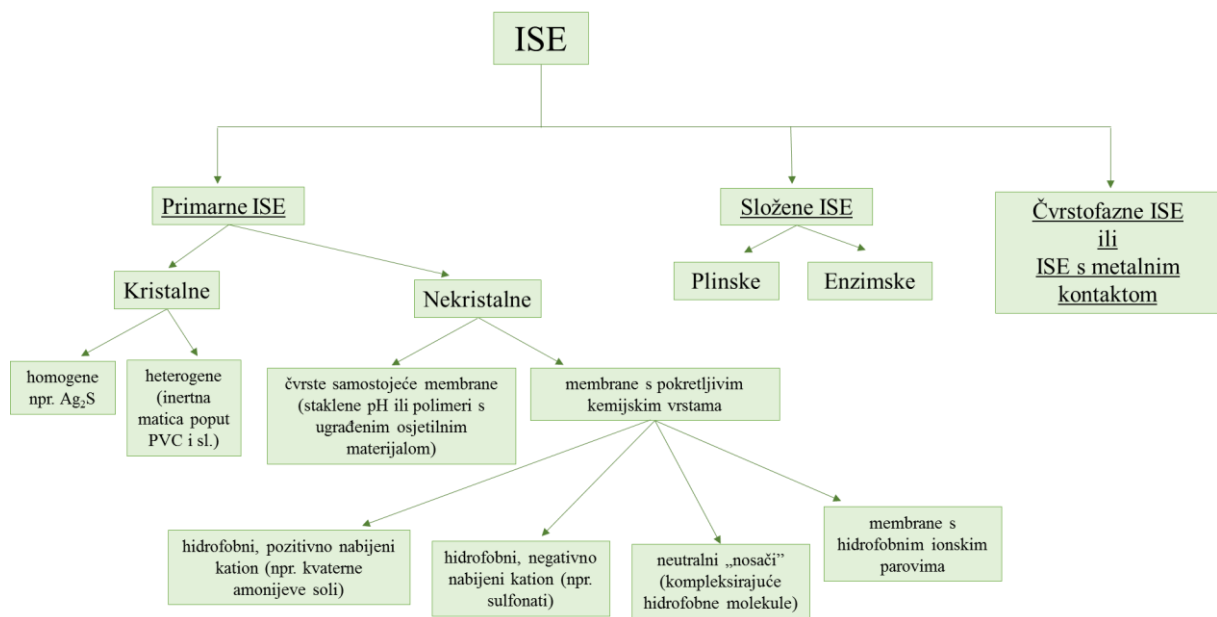 ISE
Primarne ISE
Složene ISE
Čvrstofazne ISE
ili
ISE s metalnim
kontaktom
Kristalne
Nekristalne
Plinske
Enzimske
homogene
npr. Ag₂S
heterogene
(inertna
matica poput
PVC i sl.)
čvrste samostojeće membrane
(staklene pH ili polimeri s
ugrađenim osjetilnim
materijalom)
membrane s pokretljivim
kemijskim vrstama
hidrofobni, pozitivno nabijeni
kation (npr. kvaterne
amonijeve soli)
hidrofobni, negativno
nabijeni kation (npr.
sulfonati)
neutralni „nosači”
(kompleksirajuće
hidrofobne molekule)
membrane s
hidrofobnim ionskim
parovima